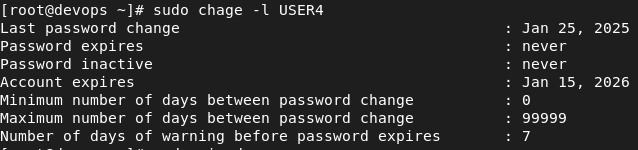 [root@devops ~]# sudo chage -l USER4
Last password change : Jan 25, 2025
Password expires : never
Password inactive : never
Account expires : Jan 15, 2026
Minimum number of days between password change : 0
Maximum number of days between password change : 99999
Number of days of warning before password expires : 7